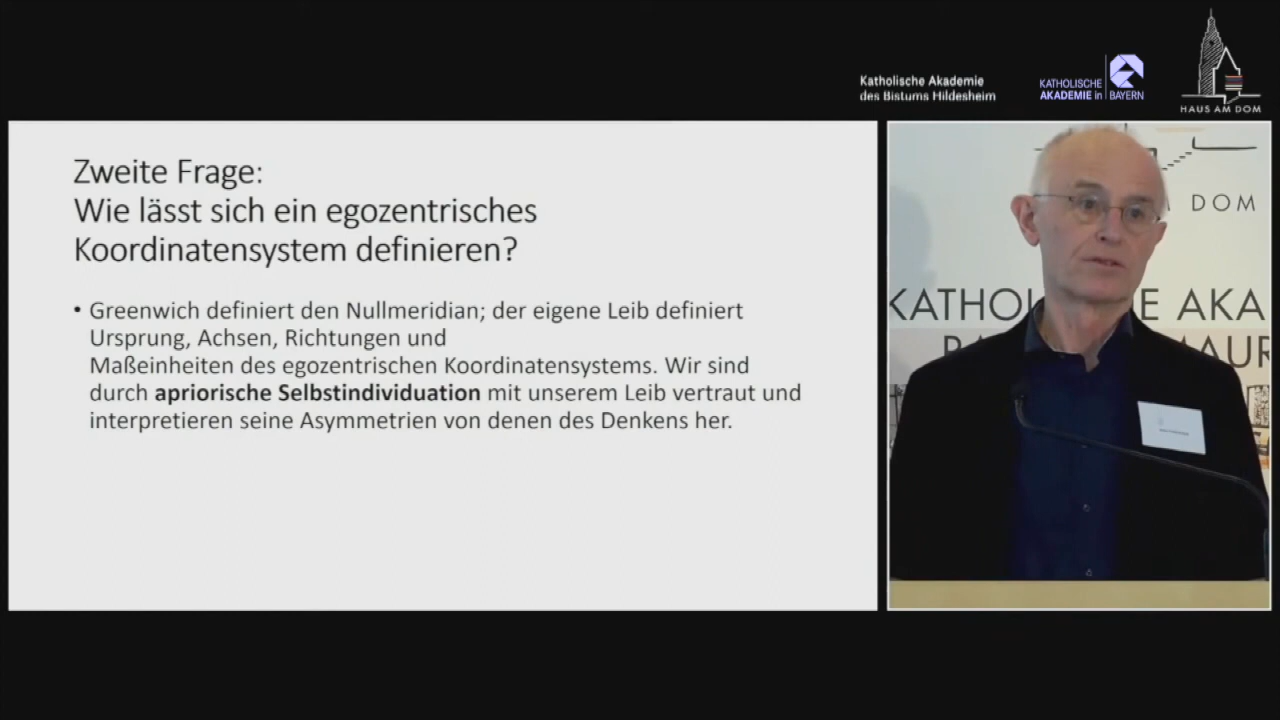 Katholische Akademie
des Bistums Hildesheim
KATHOLISCHE
AKADEMIE in BAYERN
HAUS AM DOM
Zweite Frage:
Wie lässt sich ein egozentrisches
Koordinatensystem definieren?
• Greenwich definiert den Nullmeridian; der eigene Leib definiert
Ursprung, Achsen, Richtungen und
Maßeinheiten des egozentrischen Koordinatensystems. Wir sind
durch apriorische Selbstindividuation mit unserem Leib vertraut und
interpretieren seine Asymmetrien von denen des Denkens her.
DOM